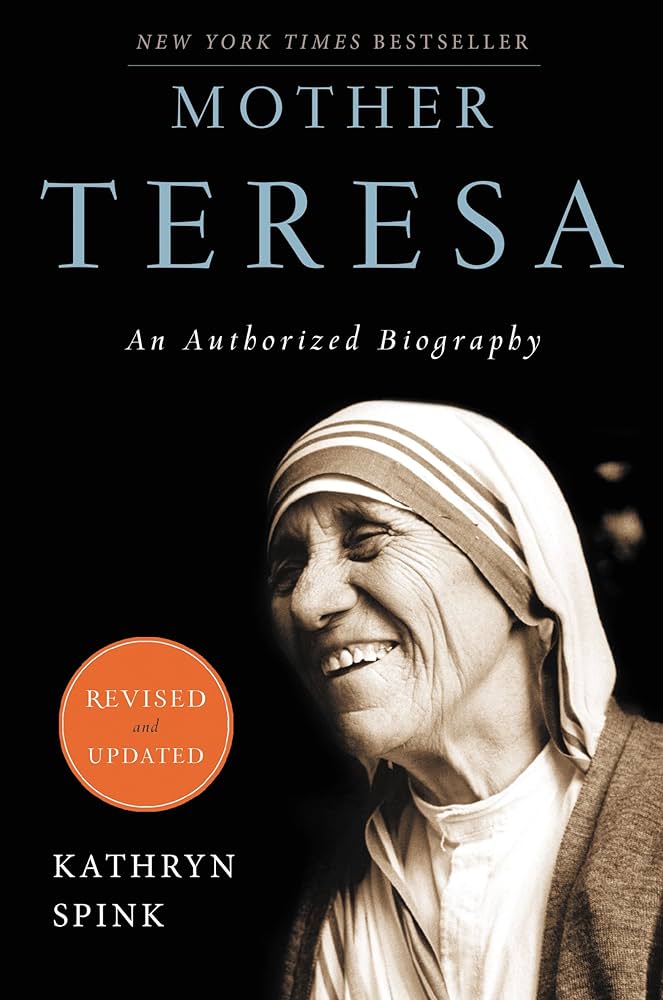 NEW YORK TIMES BESTSELLER
MOTHER
TERESA
An Authorized Biography
REVISED
and
UPDATED
KATHRYN
SPINK